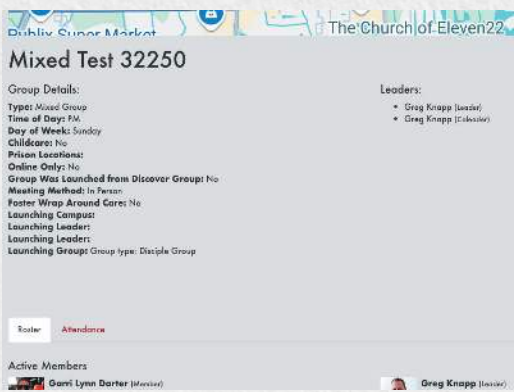 Publix Super Market
The Church of Eleven22
Mixed Test 32250
Group Details:
Type: Mixed Group
Time of Day: PM
Day of Week: Sunday
Childcare: No
Prison Locations:
Online Only: No
Group Was Launched from Discover Group: No
Meeting Method: In Person
Foster Wrap Around Care: No
Launching Campus:
Launching Leader:
Launching Leader:
Launching Group: Group type: Disciple Group
Leaders:
Greg Knapp (Leader)
Greg Knapp (Coleader)
Roster
Attendance
Active Members
Garri Lynn Darter (Member)
Greg Knapp (Leader)